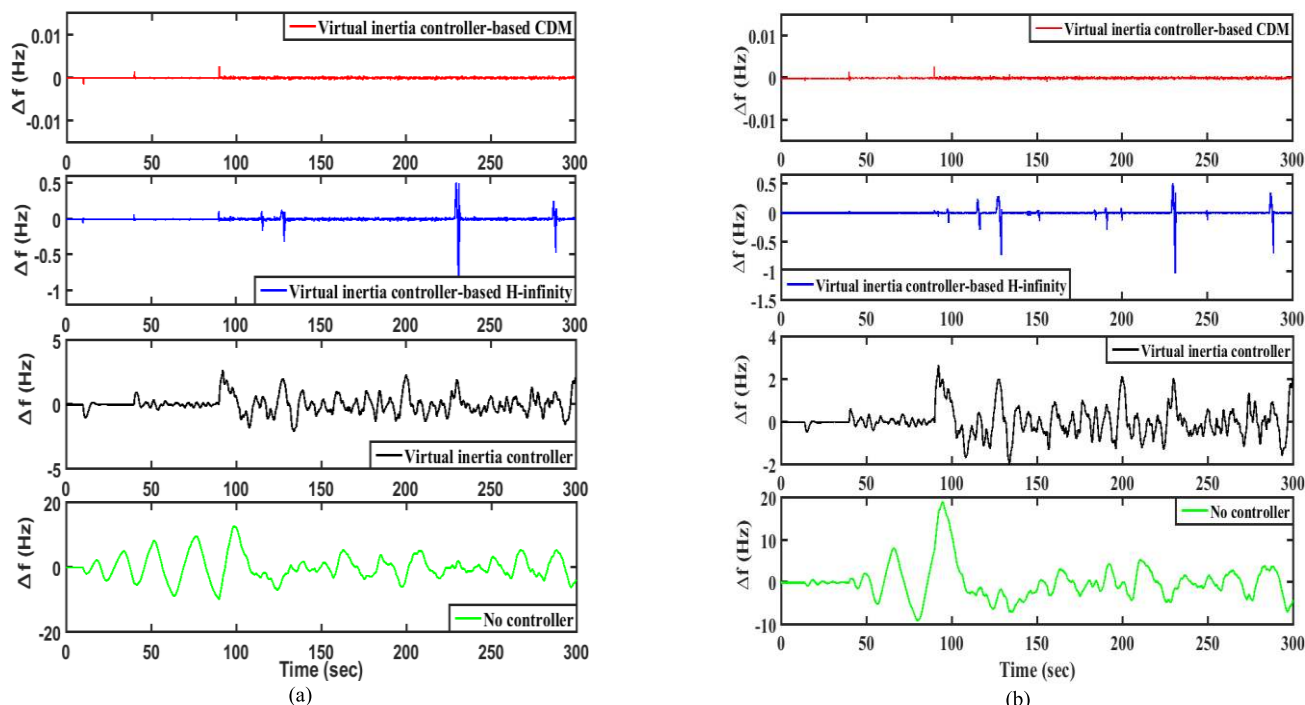 Virtual inertia controller-based CDM
0.01
0
-0.01
Δf (Hz)
0 50 100 150 200 250 300
0.5
0
-0.5
-1
Δf (Hz)
Virtual inertia controller-based H-infinity
0 50 100 150 200 250 300
5
0
-5
Δf (Hz)
Virtual inertia controller
0 50 100 150 200 250 300
20
0
-20
Δf (Hz)
No controller
0 50 100 150 200 250 300
Time (sec)
(a)
Virtual inertia controller-based CDM
0.01
0
-0.01
Δf (Hz)
0 50 100 150 200 250 300
0.5
0
-0.5
-1
-1.5
Δf (Hz)
Virtual inertia controller-based H-infinity
0 50 100 150 200 250 300
4
2
0
-2
Δf (Hz)
Virtual inertia controller
0 50 100 150 200 250 300
20
10
0
-10
Δf (Hz)
No controller
0 50 100 150 200 250 300
Time (sec)
(b)